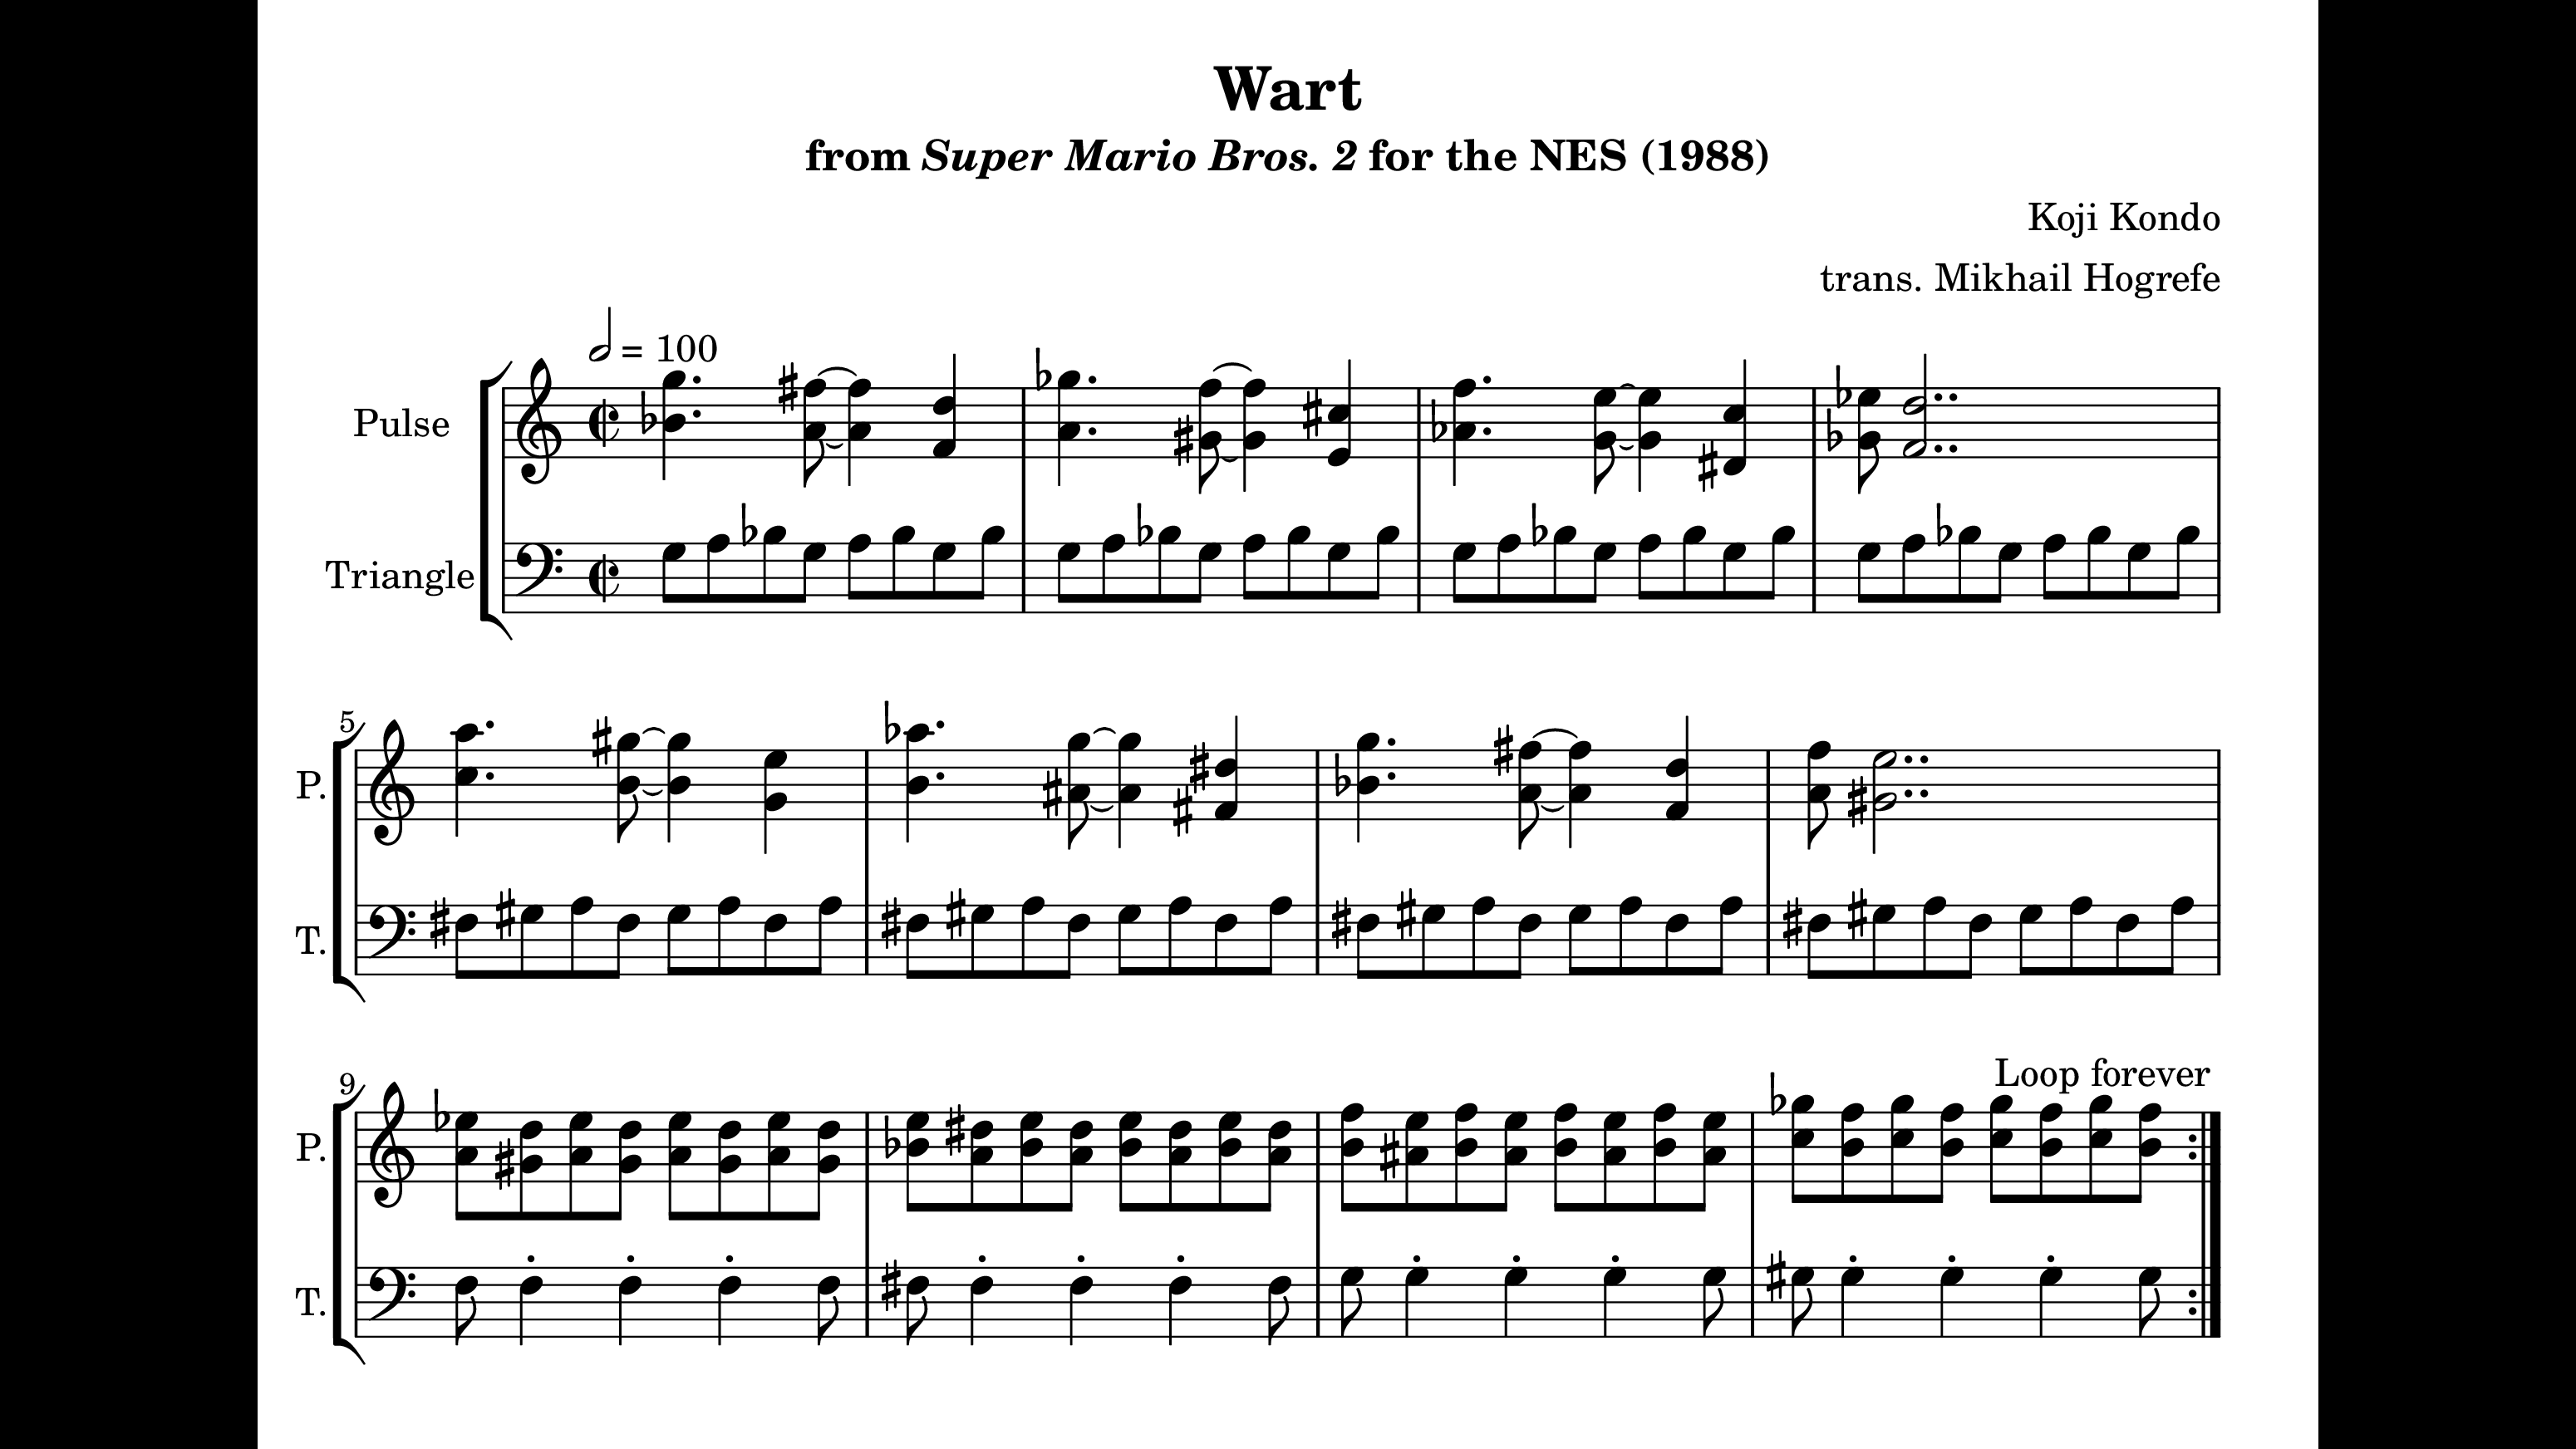 Wart
from Super Mario Bros. 2 for the NES (1988)
Koji Kondo
trans. Mikhail Hogrefe
= 100
Pulse
Triangle
5
P.
T.
9
Loop forever
P.
T.